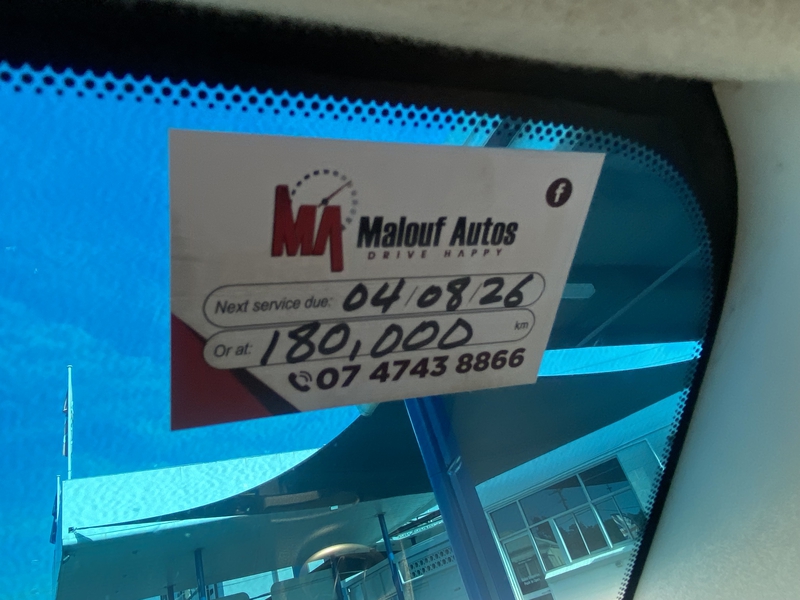 f
MA Malouf Autos
DRIVE HAPPY
Next service due: 04/08/26
Or at: 180,000 km
07 4743 8866